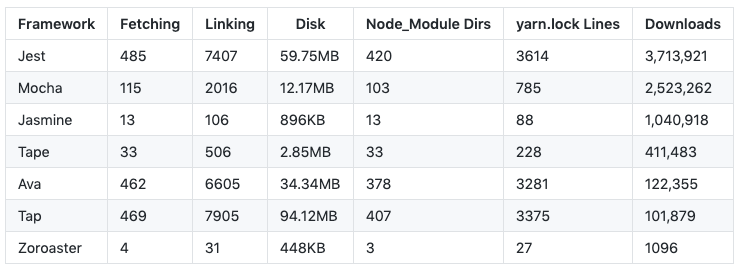 Framework Fetching Linking Disk Node_Module Dirs yarn.lock Lines Downloads
Jest 485 7407 59.75MB 420 3614 3,713,921
Mocha 115 2016 12.17MB 103 785 2,523,262
Jasmine 13 106 896KB 13 88 1,040,918
Tape 33 506 2.85MB 33 228 411,483
Ava 462 6605 34.34MB 378 3281 122,355
Tap 469 7905 94.12MB 407 3375 101,879
Zoroaster 4 31 448KB 3 27 1096